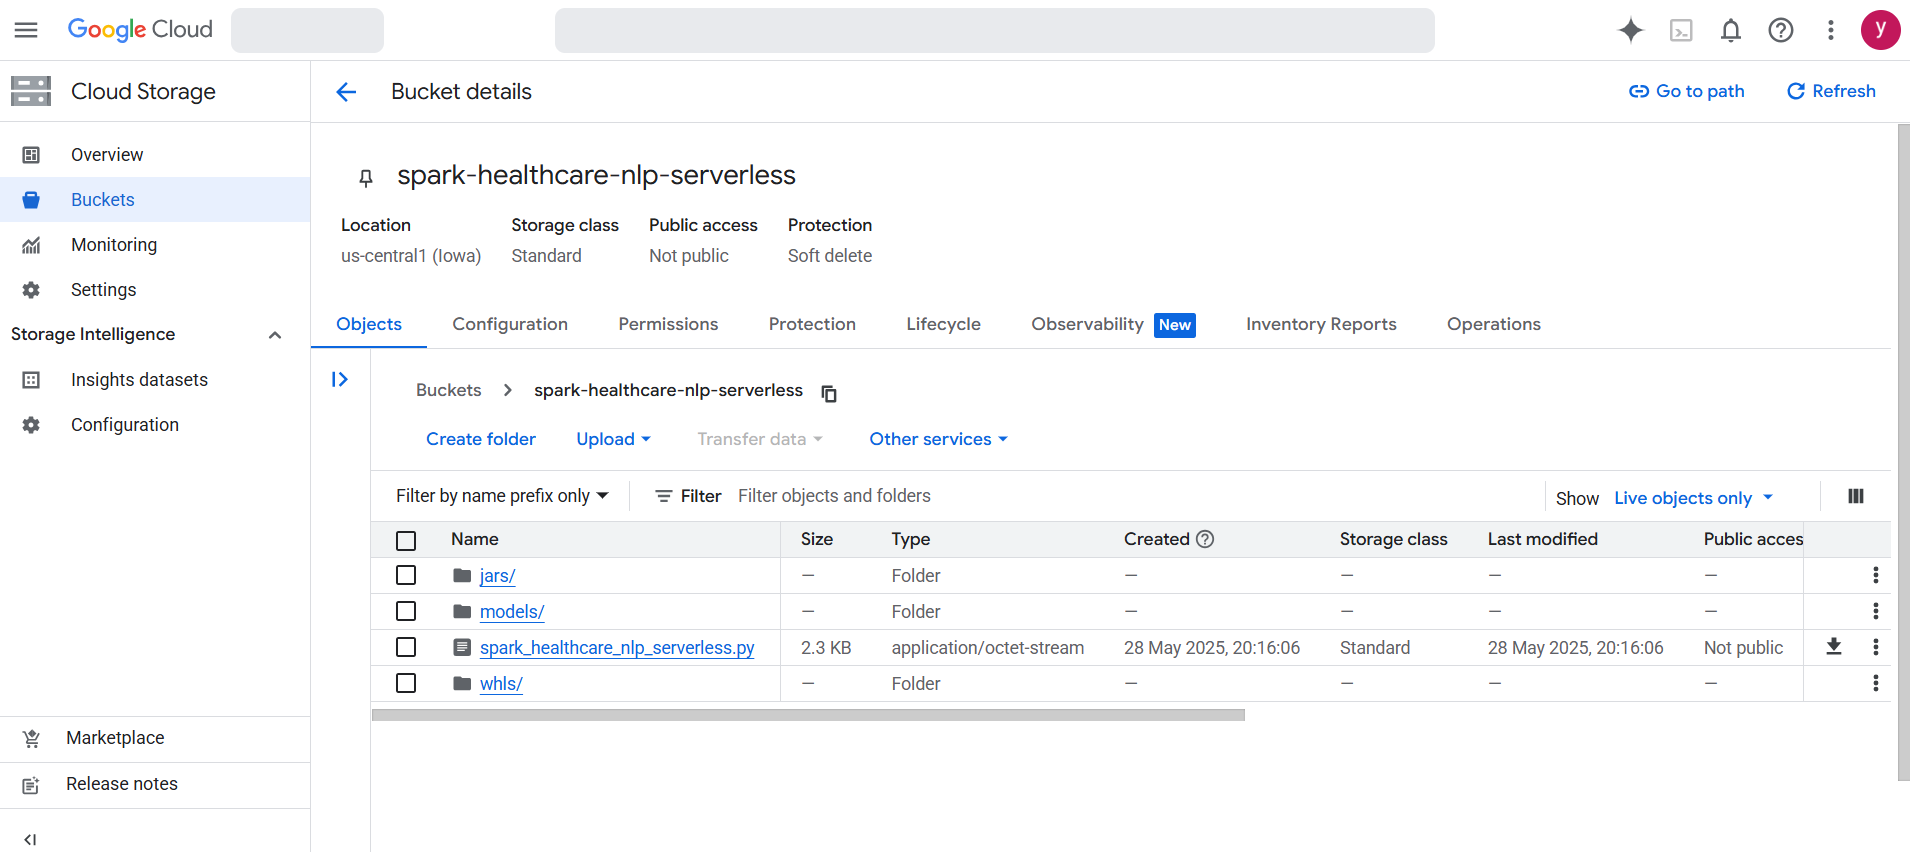 Google Cloud
y
Cloud Storage
Bucket details
Go to path
Refresh
Overview
Buckets
Monitoring
Settings
Storage Intelligence
Insights datasets
Configuration
Marketplace
Release notes
spark-healthcare-nlp-serverless
Location Storage class Public access Protection
us-central1 (Iowa) Standard Not public Soft delete
Objects Configuration Permissions Protection Lifecycle Observability New Inventory Reports Operations
Buckets > spark-healthcare-nlp-serverless
Create folder Upload Transfer data Other services
Filter by name prefix only Filter Filter objects and folders Show Live objects only
Name Size Type Created Storage class Last modified Public acces
jars/ — Folder — — — —
models/ — Folder — — — —
spark_healthcare_nlp_serverless.py 2.3 KB application/octet-stream 28 May 2025, 20:16:06 Standard 28 May 2025, 20:16:06 Not public
whls/ — Folder — — — —